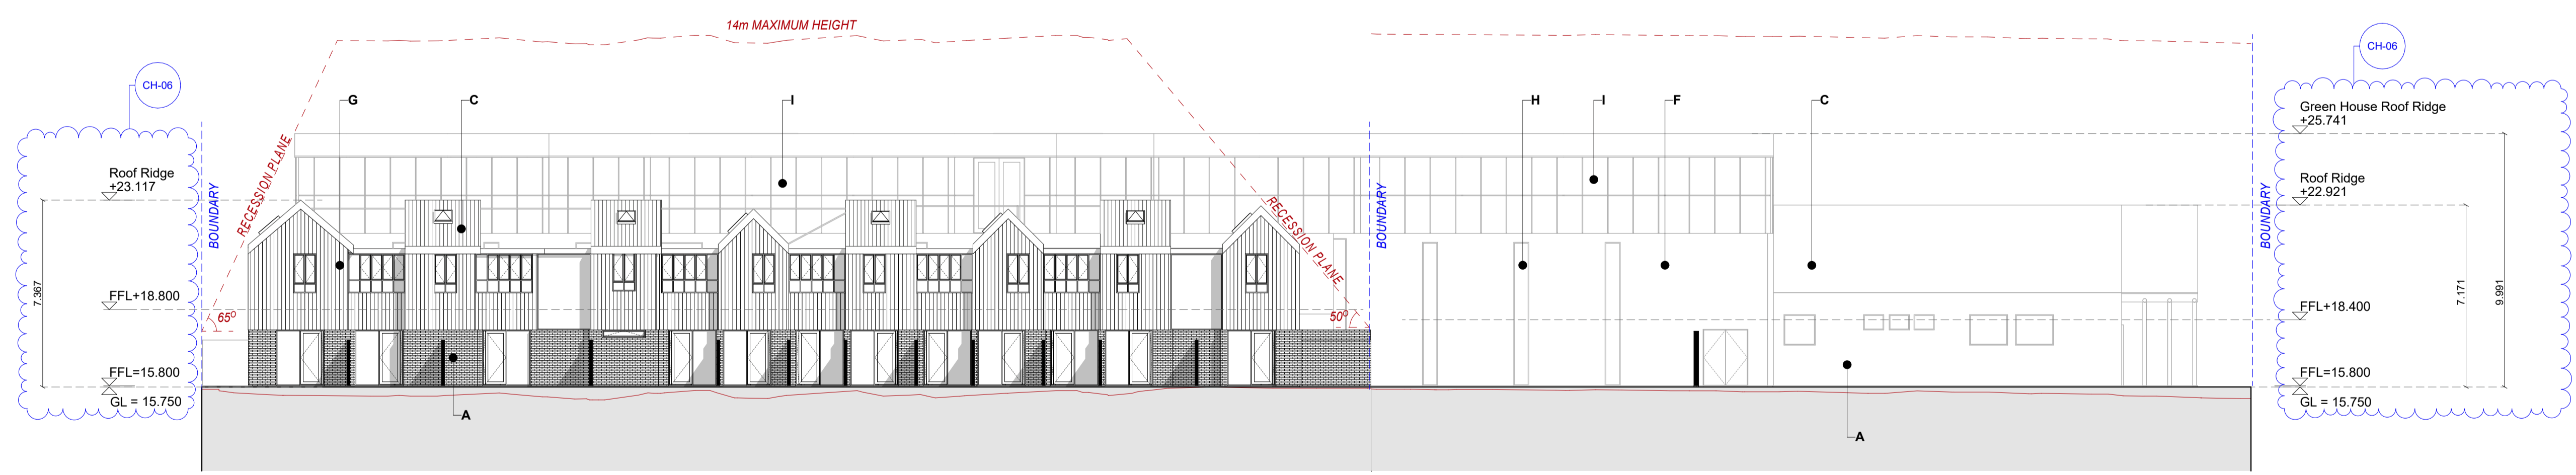 14m MAXIMUM HEIGHT
CH-06
CH-06
G
C
I
H
I
F
C
Green House Roof Ridge
+25.741
Roof Ridge
+23.117
RECESSION PLANE
BOUNDARY
RECESSION PLANE
BOUNDARY
BOUNDARY
Roof Ridge
+22.921
7.367
FFL+18.800
65°
50°
FFL+18.400
7.171
9.991
FFL=15.800
GL = 15.750
FFL=15.800
GL = 15.750
A
A